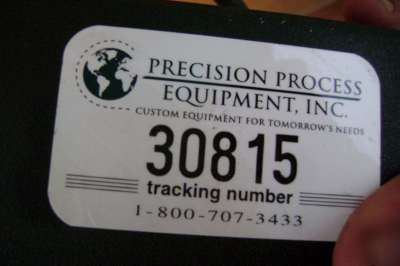 PRECISION PROCESS
EQUIPMENT, INC.
CUSTOM EQUIPMENT FOR TOMORROW'S NEEDS
30815
tracking number
1-800-707-3433